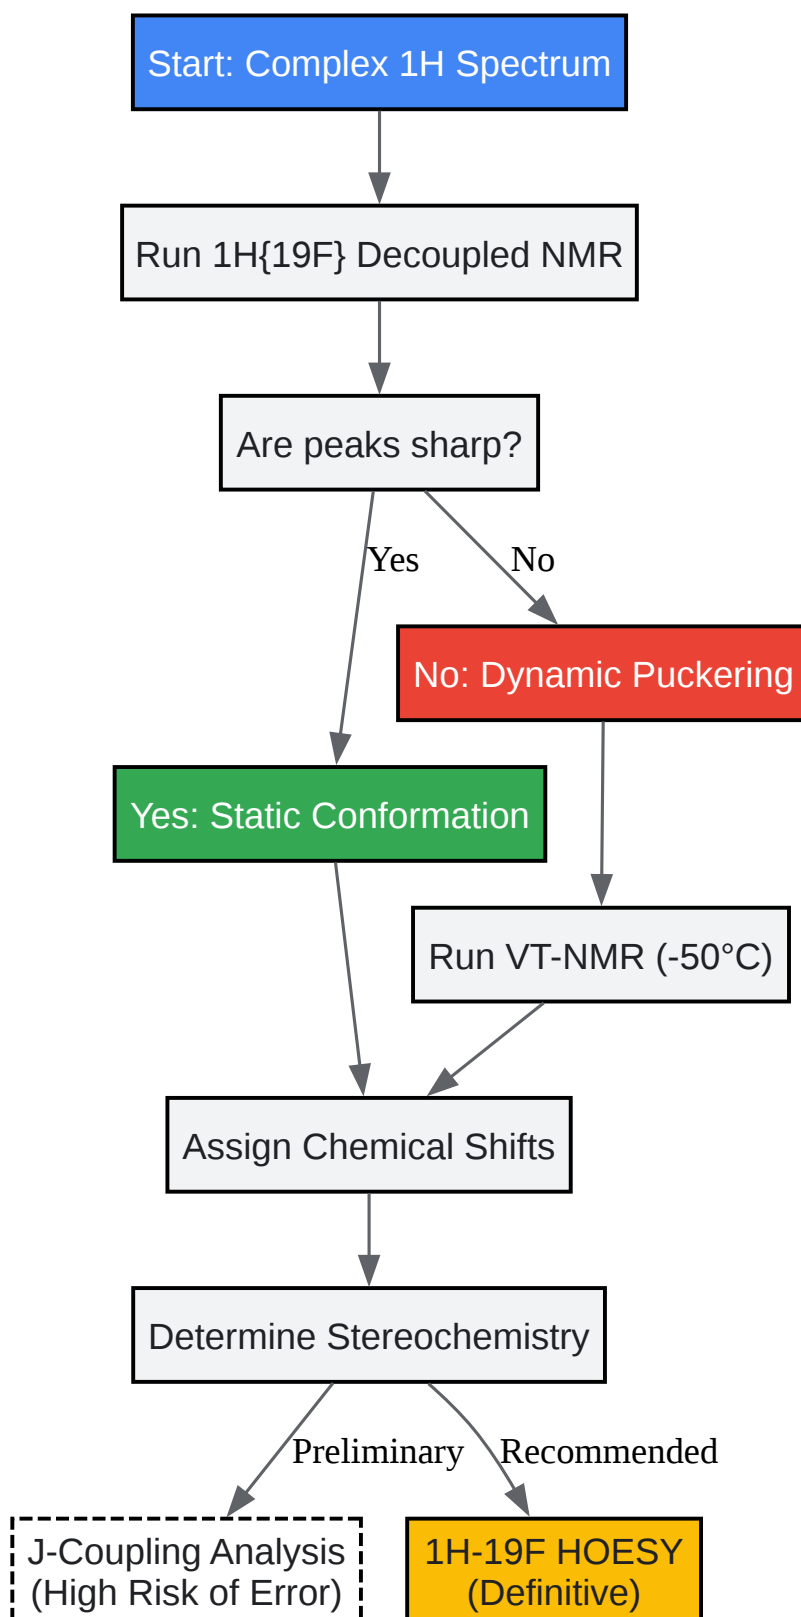 Start: Complex 1H Spectrum
Run 1H{19F} Decoupled NMR
Are peaks sharp?
Yes
No
No: Dynamic Puckering
Yes: Static Conformation
Run VT-NMR (-50°C)
Assign Chemical Shifts
Determine Stereochemistry
Preliminary
Recommended
J-Coupling Analysis
(High Risk of Error)
1H-19F HOESY
(Definitive)